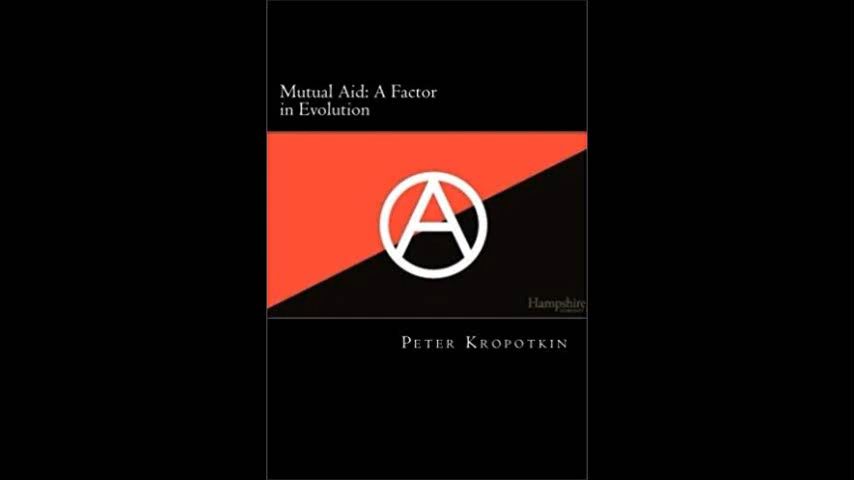 Mutual Aid: A Factor
in Evolution
A
Hampshire
PETER KROPOTKIN